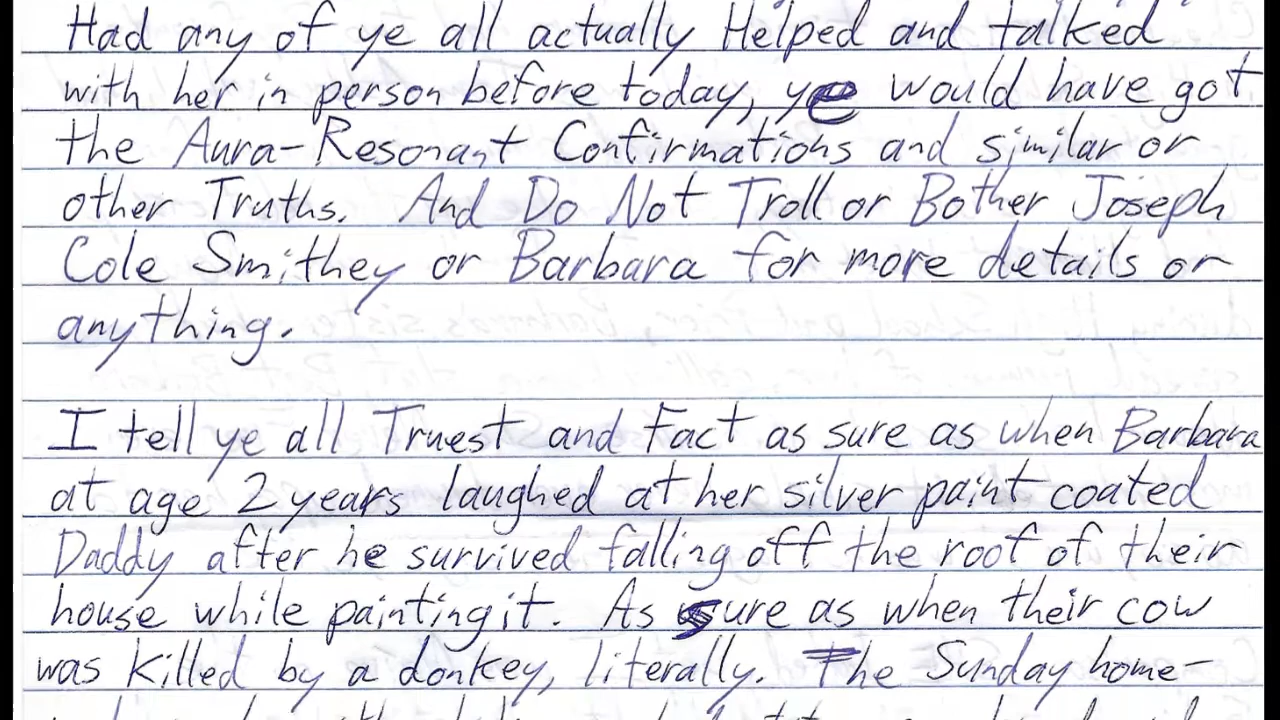 Had any of ye all actually Helped and talked
with her in person before today, ye would have got
the Aura-Resonant Confirmations and similar or
other Truths. And Do Not Troll or Bother Joseph
Cole Smithey or Barbara for more details or
anything.
I tell ye all Truest and Fact as sure as when Barbara
at age 2 years laughed at her silver paint coated
Daddy after he survived falling off the roof of their
house while painting it. As sure as when their cow
was killed by a donkey, literally. The Sunday home-